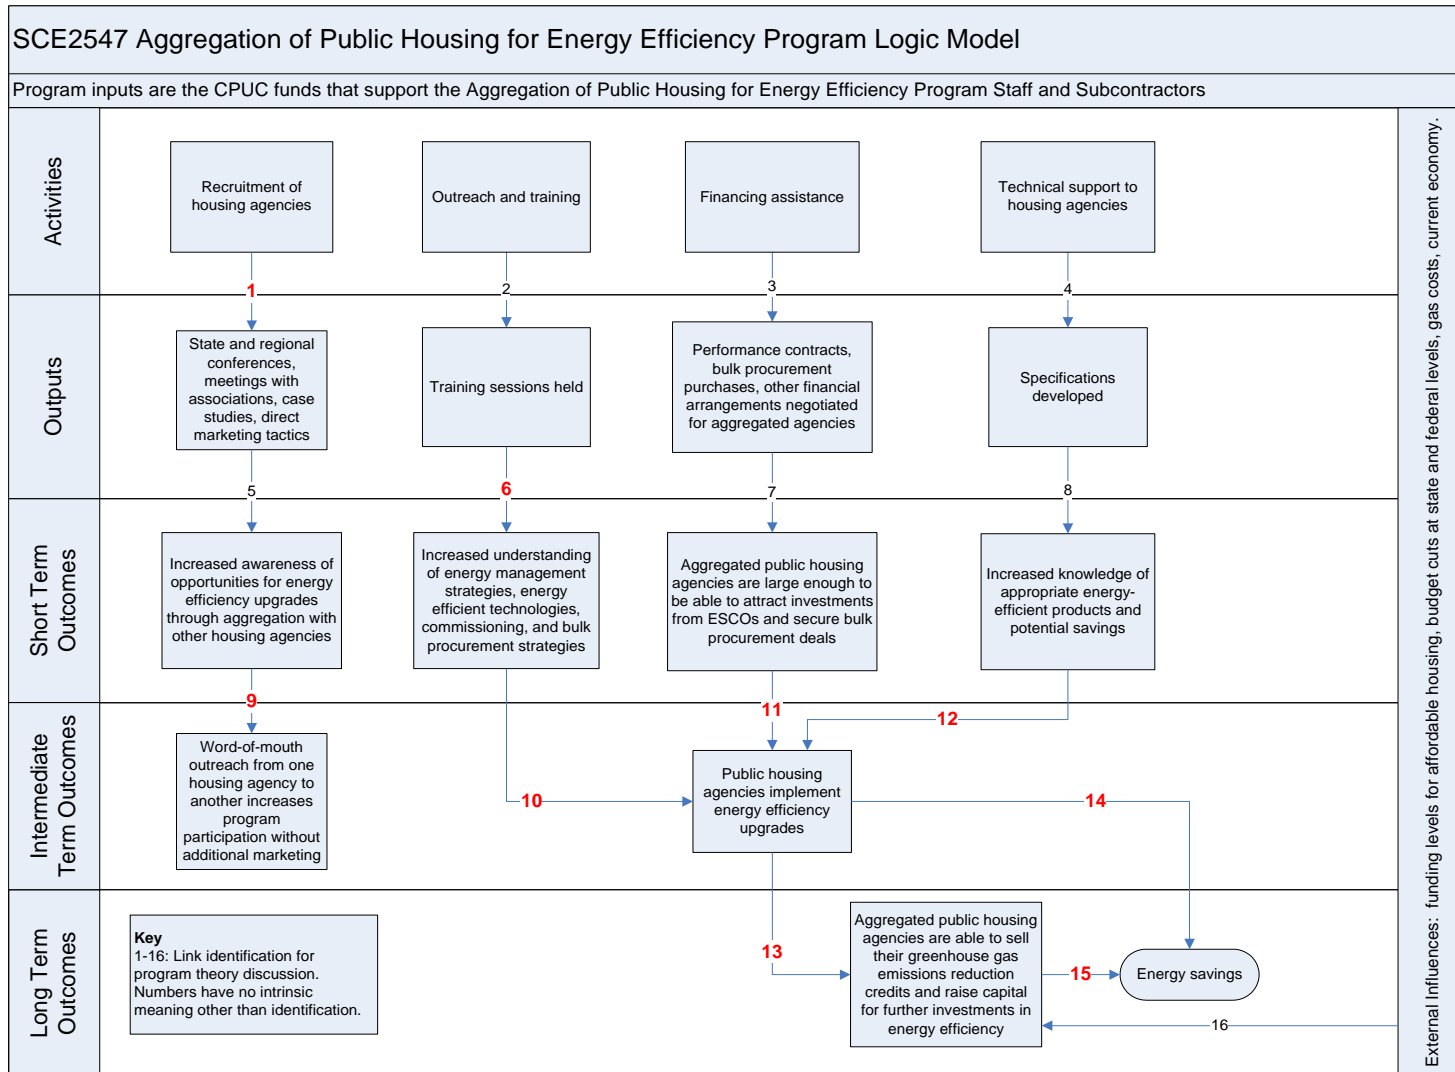 SCE2547 Aggregation of Public Housing for Energy Efficiency Program Logic Model
Program inputs are the CPUC funds that support the Aggregation of Public Housing for Energy Efficiency Program Staff and Subcontractors
Activities
Recruitment of
housing agencies
Outreach and training
Financing assistance
Technical support to
housing agencies
1
2
3
4
Outputs
State and regional
conferences,
meetings with
associations, case
studies, direct
marketing tactics
Training sessions held
Performance contracts,
bulk procurement
purchases, other financial
arrangements negotiated
for aggregated agencies
Specifications
developed
5
6
7
8
Short Term
Outcomes
Increased awareness of
opportunities for energy
efficiency upgrades
through aggregation with
other housing agencies
Increased understanding
of energy management
strategies, energy
efficient technologies,
commissioning, and bulk
procurement strategies
Aggregated public housing
agencies are large enough to
be able to attract investments
from ESCOs and secure bulk
procurement deals
Increased knowledge of
appropriate energy-
efficient products and
potential savings
9
11
12
Intermediate
Term Outcomes
Word-of-mouth
outreach from one
housing agency to
another increases
program
participation without
additional marketing
10
Public housing
agencies implement
energy efficiency
upgrades
14
Long Term
Outcomes
Key
1-16: Link identification for
program theory discussion.
Numbers have no intrinsic
meaning other than identification.
13
Aggregated public housing
agencies are able to sell
their greenhouse gas
emissions reduction
credits and raise capital
for further investments in
energy efficiency
15
Energy savings
16
External Influences: funding levels for affordable housing, budget cuts at state and federal levels, gas costs, current economy.